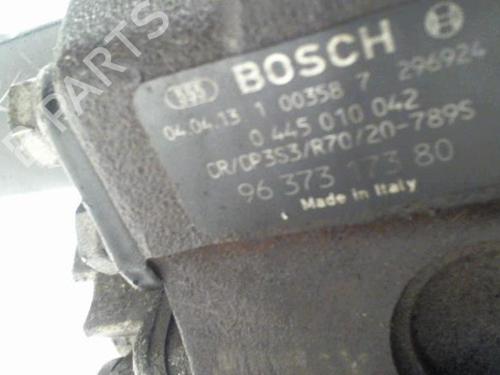 BOSCH
04.04.13 1 00358 7 296924
0 445 010 042
CR/CP3S3/R70/20-789S
96 373 173 80
Made in Italy